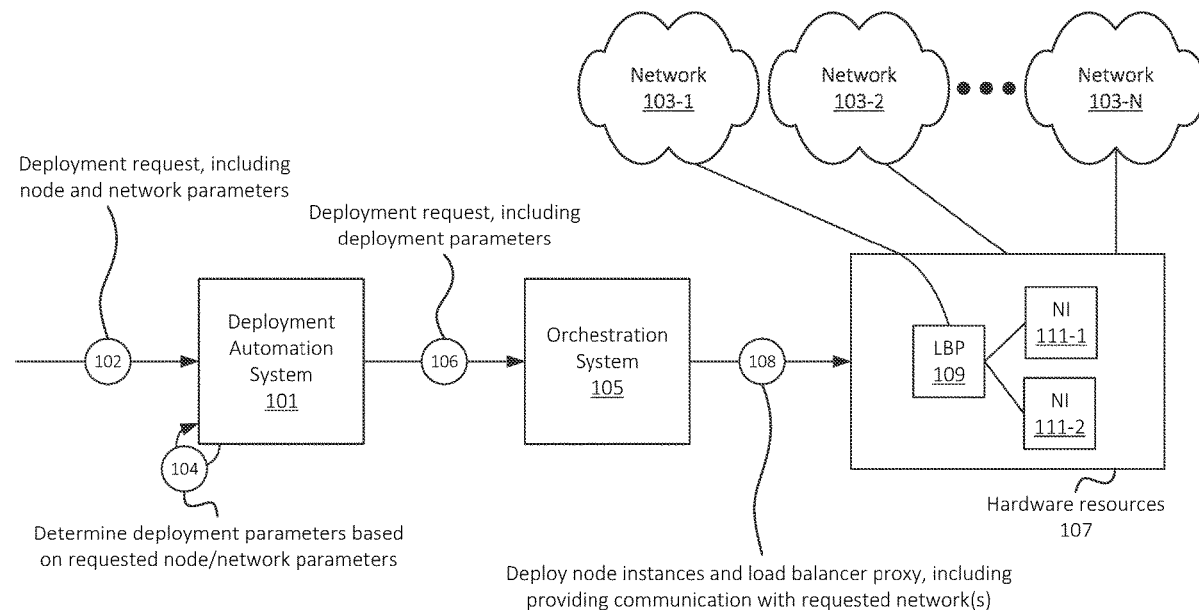 Network
103-1
Network
103-2
Network
103-N
Deployment request, including
node and network parameters
Deployment request, including
deployment parameters
102
Deployment
Automation
System
101
106
Orchestration
System
105
108
LBP
109
NI
111-1
NI
111-2
104
Determine deployment parameters based
on requested node/network parameters
Hardware resources
107
Deploy node instances and load balancer proxy, including
providing communication with requested network(s)